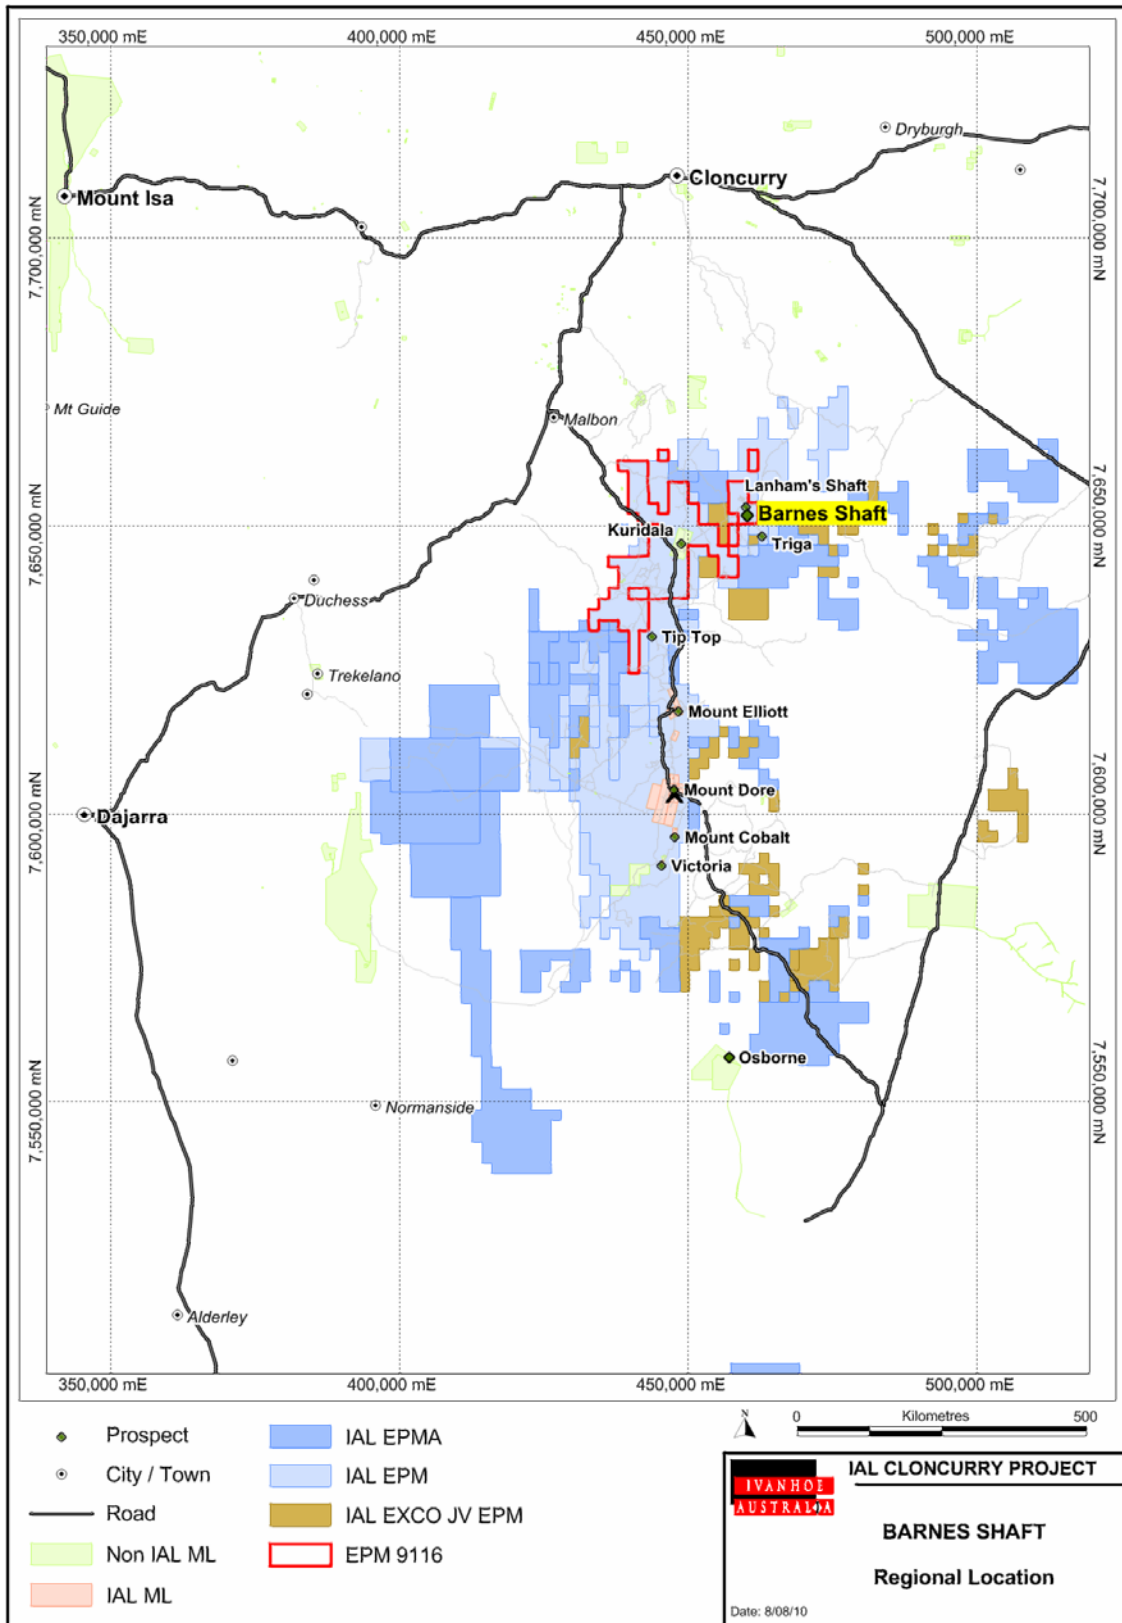 350,000 mE
400,000 mE
450,000 mE
500,000 mE
Dryburgh
Cloncurry
Mount Isa
7,700,000 mN
7,700,000 mN
Mt Guide
Malbon
Lanham's Shaft
Barnes Shaft
Kuridala
Triga
7,650,000 mN
7,650,000 mN
Duchess
Tip Top
Trekelano
Mount Elliott
Mount Dore
Dajarra
Mount Cobalt
7,600,000 mN
7,600,000 mN
Victoria
Osborne
Normanside
7,550,000 mN
7,550,000 mN
Alderley
350,000 mE
400,000 mE
450,000 mE
500,000 mE
Prospect
City / Town
Road
Non IAL ML
IAL ML
IAL EPMA
IAL EPM
IAL EXCO JV EPM
EPM 9116
N
0 Kilometres 500
IVANHOE
AUSTRALIA
IAL CLONCURRY PROJECT
BARNES SHAFT
Regional Location
Date: 8/08/10